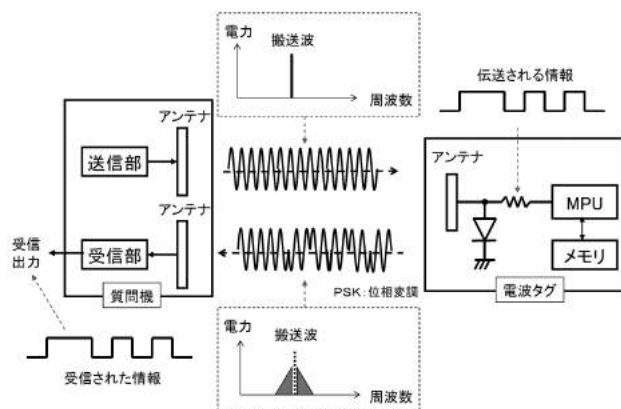 電力
搬送波
周波数
伝送される情報
アンテナ
送信部
アンテナ
受信部
質問機
受信
出力
受信された情報
アンテナ
MPU
メモリ
電波タグ
PSK：位相変調
電力
搬送波
周波数